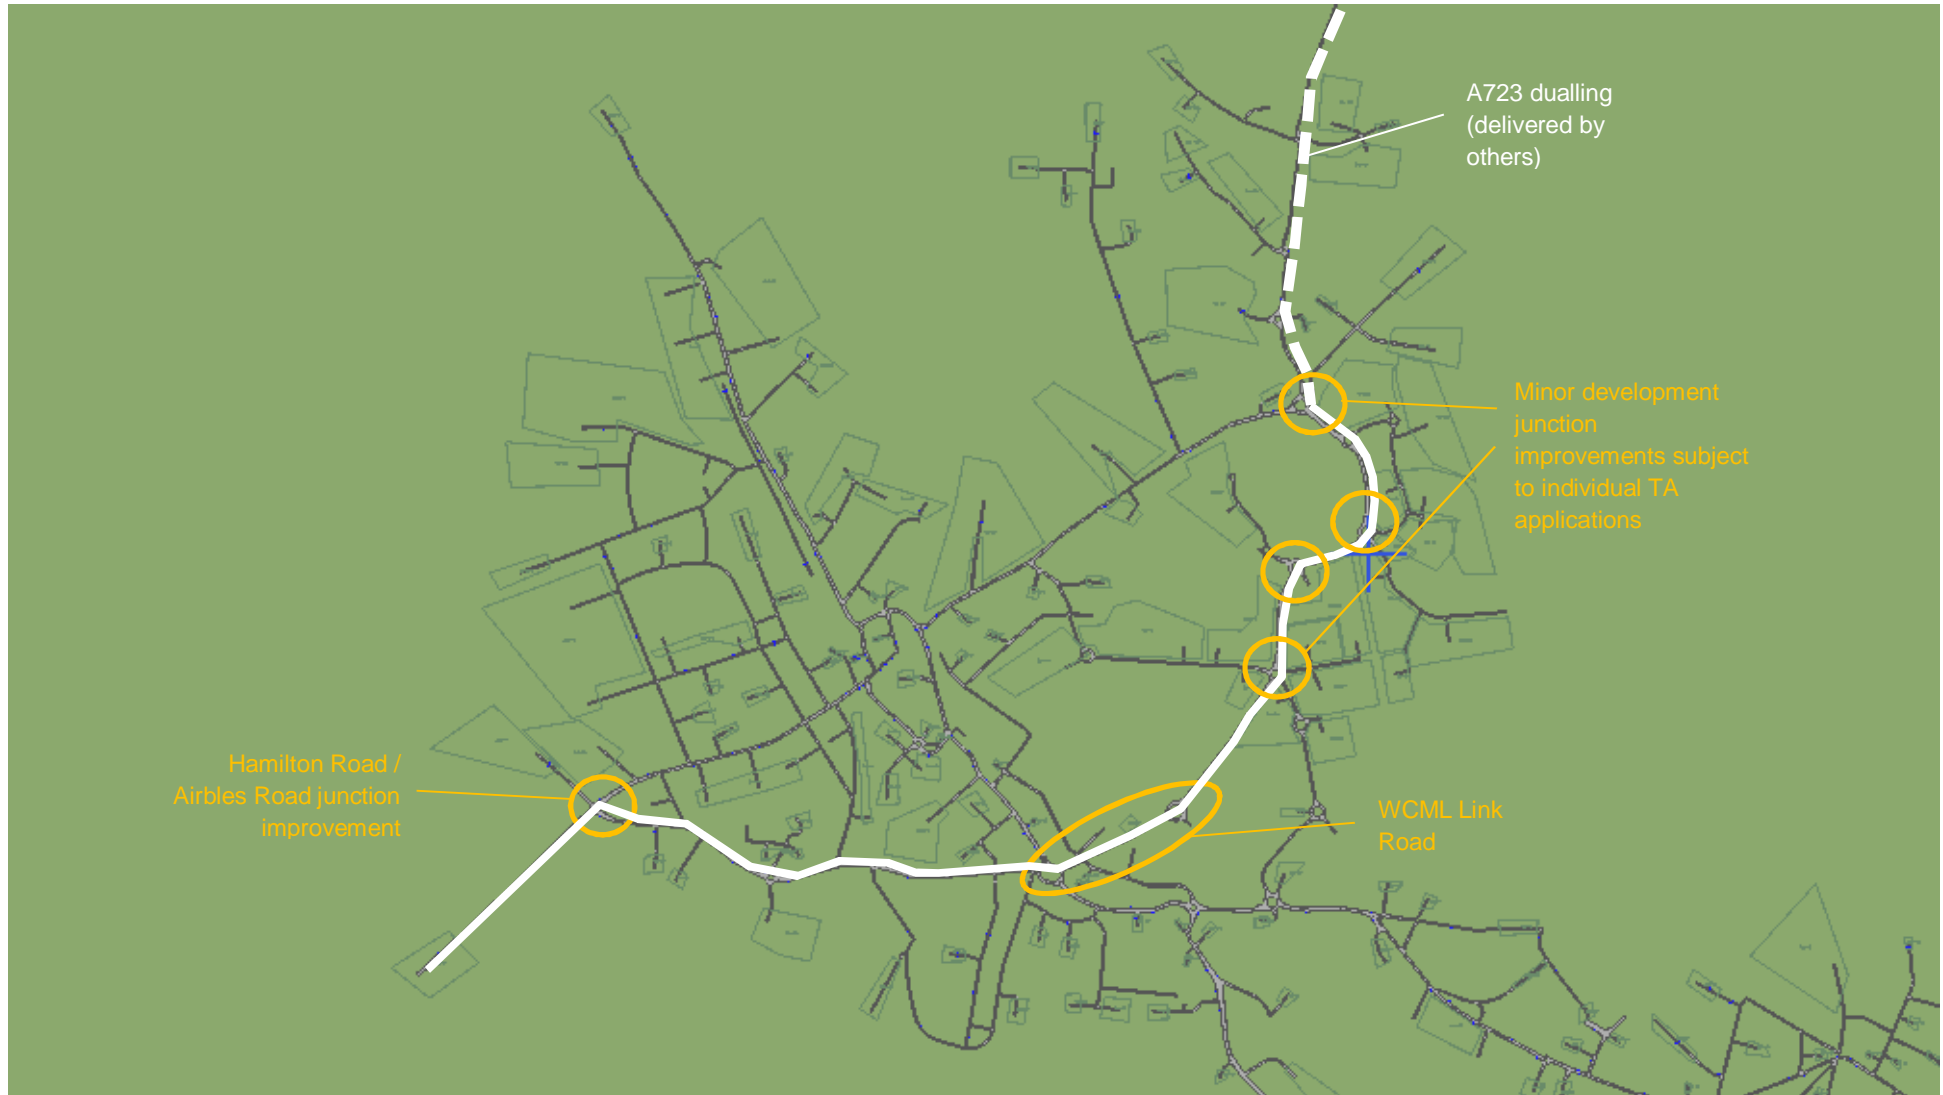 A723 dualling
(delivered by
others)
Minor development
junction
improvements subject
to individual TA
applications
Hamilton Road /
Airbles Road junction
improvement
WCML Link
Road